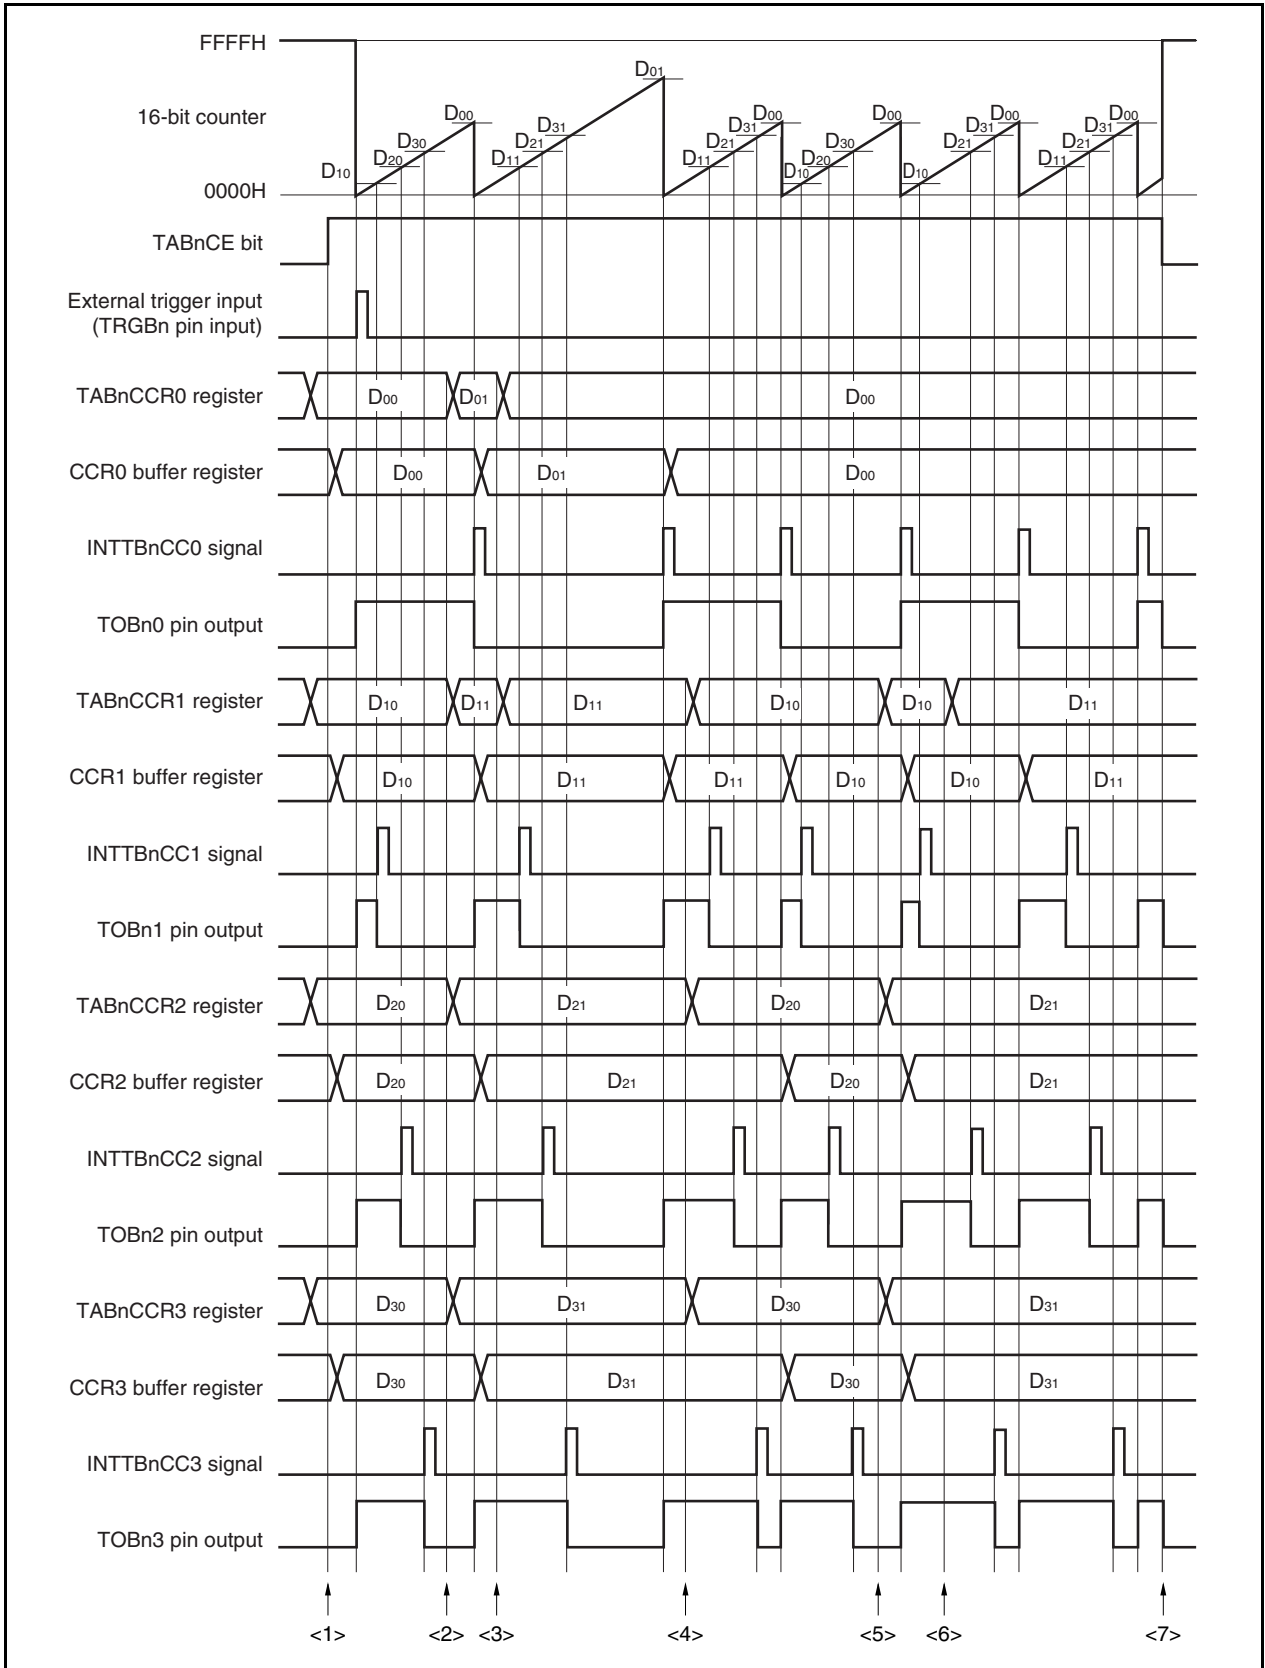 FFFFH
16-bit counter
0000H
D10 D20 D30 D00 D11 D21 D31 D01 D11 D21 D31 D00 D10 D20 D30 D00 D10 D21 D31 D00 D11 D21 D31 D00
TABnCE bit
External trigger input
(TRGBn pin input)
TABnCCR0 register D00 D01 D00
CCR0 buffer register D00 D01 D00
INTTBnCC0 signal
TOBn0 pin output
TABnCCR1 register D10 D11 D11 D10 D10 D11
CCR1 buffer register D10 D11 D11 D10 D10 D11
INTTBnCC1 signal
TOBn1 pin output
TABnCCR2 register D20 D21 D20 D21
CCR2 buffer register D20 D21 D20 D21
INTTBnCC2 signal
TOBn2 pin output
TABnCCR3 register D30 D31 D30 D31
CCR3 buffer register D30 D31 D30 D31
INTTBnCC3 signal
TOBn3 pin output
<1> <2> <3> <4> <5> <6> <7>